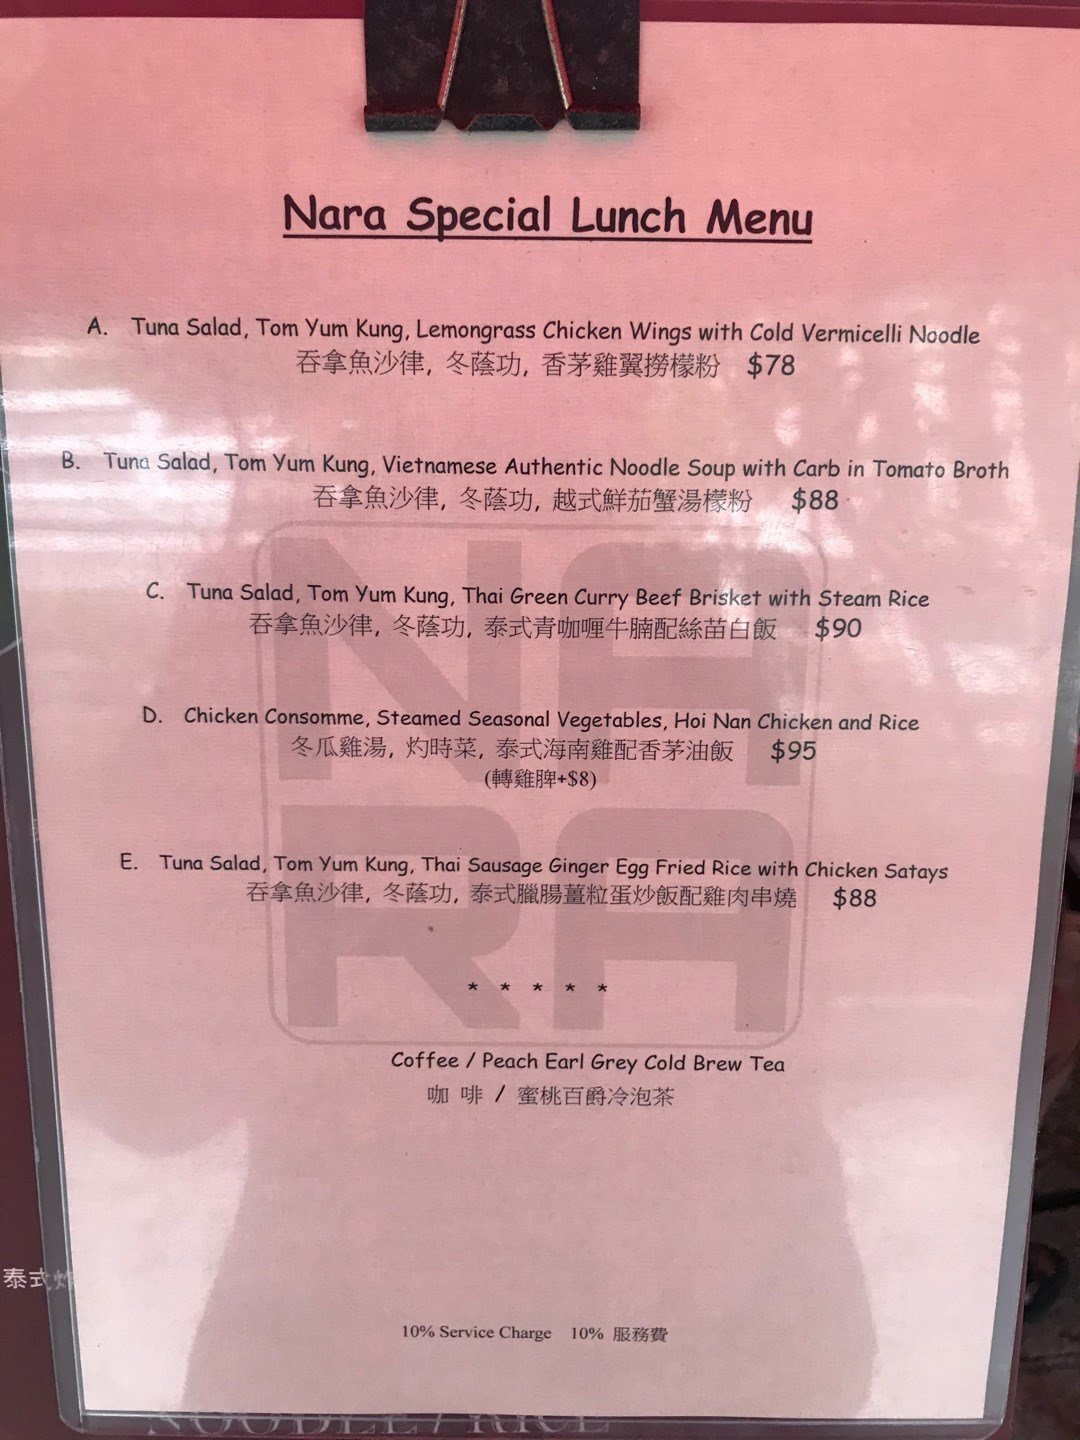 Nara Special Lunch Menu
A. Tuna Salad, Tom Yum Kung, Lemongrass Chicken Wings with Cold Vermicelli Noodle
吞拿魚沙律, 冬蔭功, 香茅雞翼撈檬粉 $78
B. Tuna Salad, Tom Yum Kung, Vietnamese Authentic Noodle Soup with Carb in Tomato Broth
吞拿魚沙律, 冬蔭功, 越式鮮茄蟹湯檬粉 $88
C. Tuna Salad, Tom Yum Kung, Thai Green Curry Beef Brisket with Steam Rice
吞拿魚沙律, 冬蔭功, 泰式青咖喱牛腩配絲苗白飯 $90
D. Chicken Consomme, Steamed Seasonal Vegetables, Hoi Nan Chicken and Rice
冬瓜雞湯, 灼時菜, 泰式海南雞配香茅油飯 $95
(轉雞脾+$8)
E. Tuna Salad, Tom Yum Kung, Thai Sausage Ginger Egg Fried Rice with Chicken Satays
吞拿魚沙律, 冬蔭功, 泰式臘腸薑粒蛋炒飯配雞肉串燒 $88
NA
RA
* * * * *
Coffee / Peach Earl Grey Cold Brew Tea
咖 啡 / 蜜桃百爵冷泡茶
泰式炸
10% Service Charge 10% 服務費
NOODLE / RICE